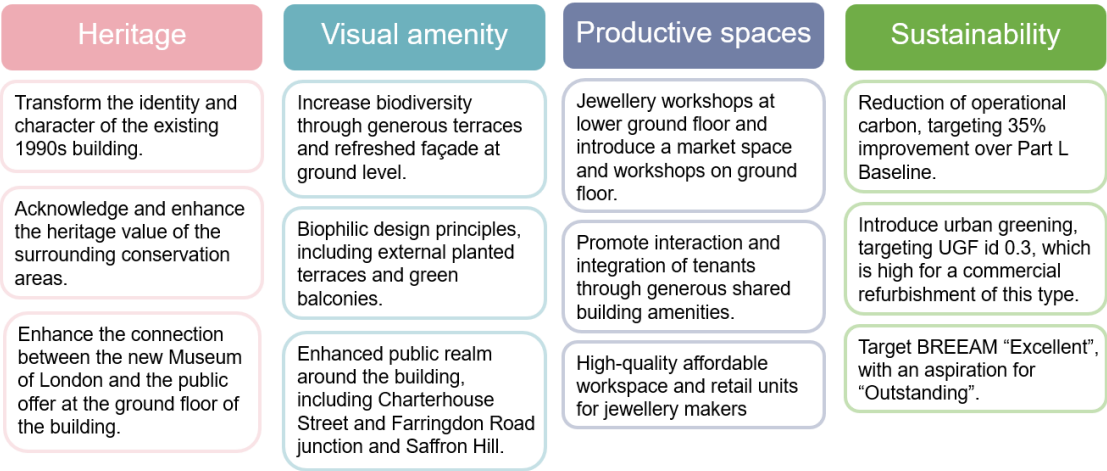 Heritage
Transform the identity and
character of the existing
1990s building.
Acknowledge and enhance
the heritage value of the
surrounding conservation
areas.
Enhance the connection
between the new Museum
of London and the public
offer at the ground floor of
the building.
Visual amenity
Increase biodiversity
through generous terraces
and refreshed façade at
ground level.
Biophilic design principles,
including external planted
terraces and green
balconies.
Enhanced public realm
around the building,
including Charterhouse
Street and Farringdon Road
junction and Saffron Hill.
Productive spaces
Jewellery workshops at
lower ground floor and
introduce a market space
and workshops on ground
floor.
Promote interaction and
integration of tenants
through generous shared
building amenities.
High-quality affordable
workspace and retail units
for jewellery makers
Sustainability
Reduction of operational
carbon, targeting 35%
improvement over Part L
Baseline.
Introduce urban greening,
targeting UGF id 0.3, which
is high for a commercial
refurbishment of this type.
Target BREEAM “Excellent”,
with an aspiration for
“Outstanding”.